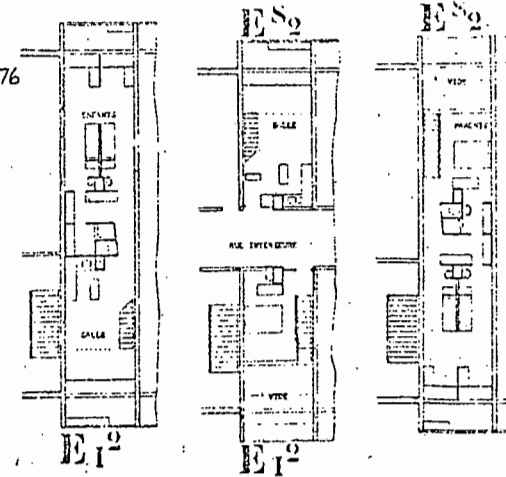 76
E S2
E S2
VIDE
ENFANTS
SALLE
PARENTS
RUE INTERIEURE
SALLE
VIDE
E I2
E I2